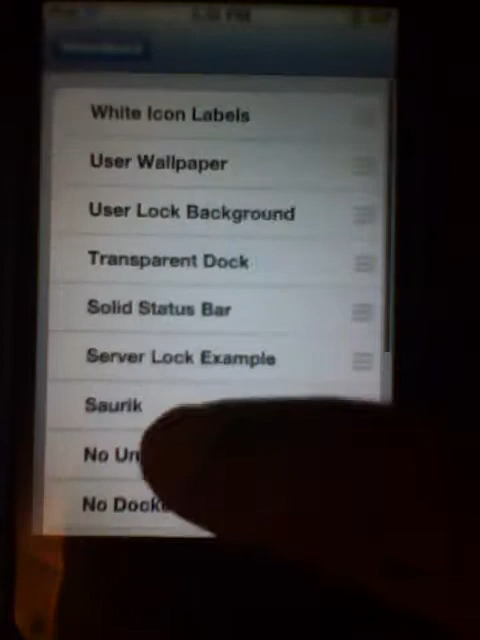 White Icon Labels
User Wallpaper
User Lock Background
Transparent Dock
Solid Status Bar
Server Lock Example
Saurik
No Un
No Dock